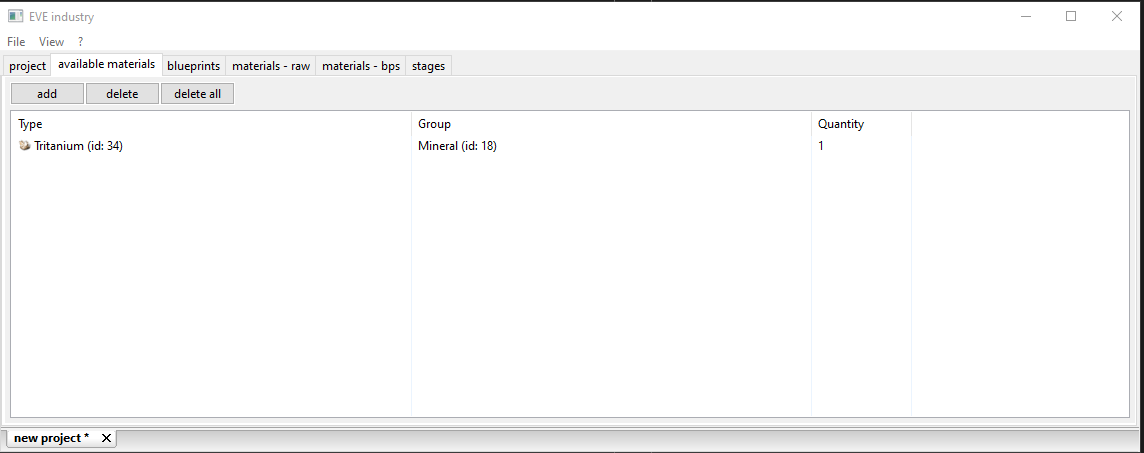 EVE industry
File View ?
project available materials blueprints materials - raw materials - bps stages
add delete delete all
Type Group Quantity
Tritanium (id: 34) Mineral (id: 18) 1
new project *